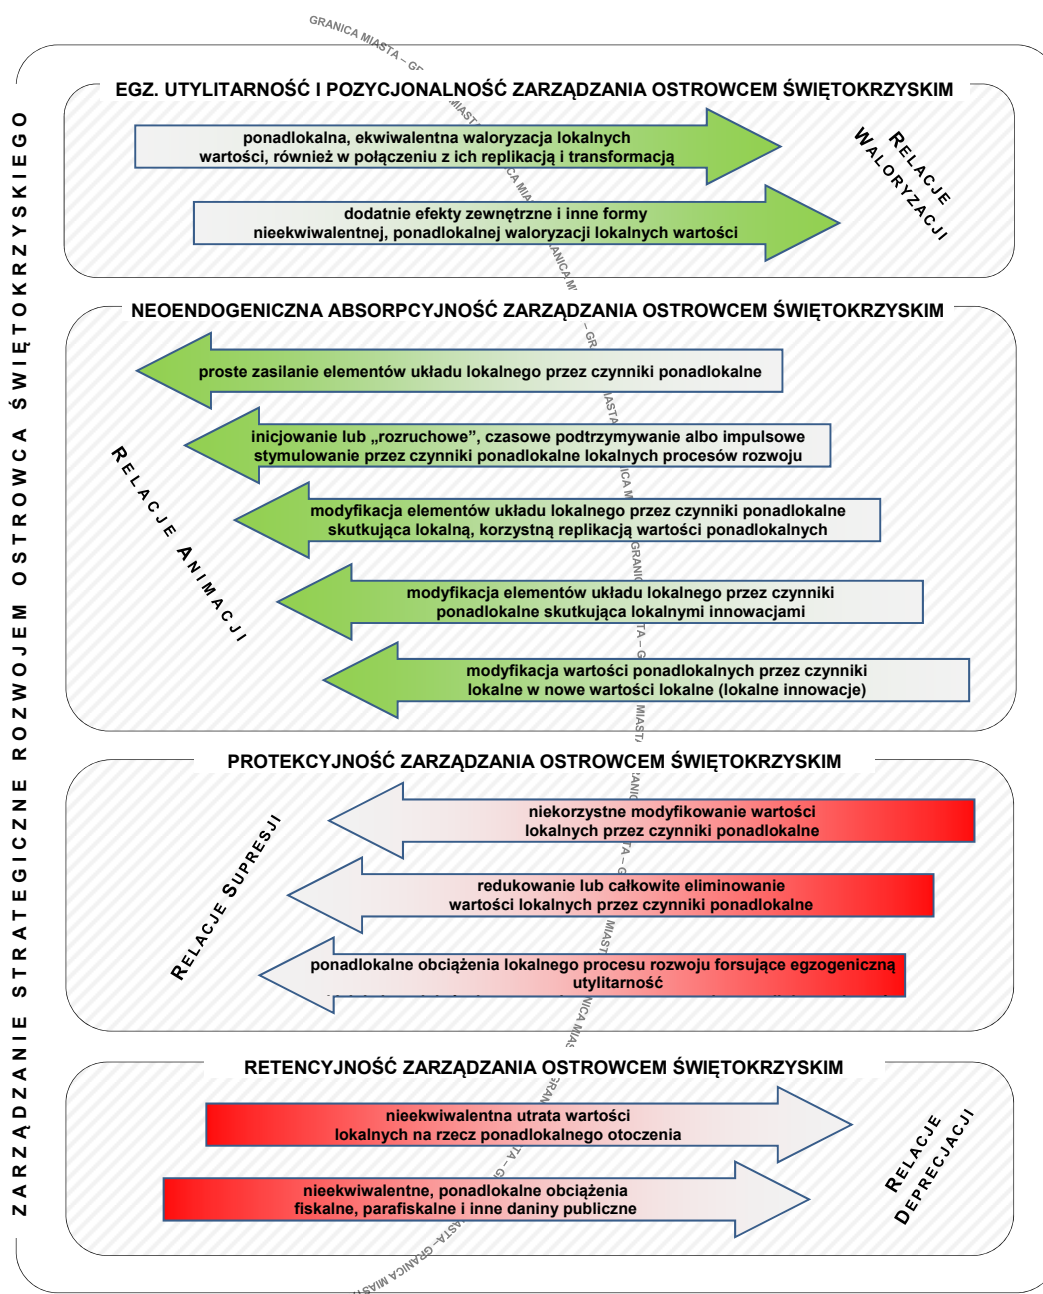 GRANICA MIASTA – GRANICA MIASTA – GRANICA MIASTA
ZARZĄDZANIE STRATEGICZNE ROZWOJEM OSTROWCA ŚWIĘTOKRZYSKIEGO
EGZ. UTYLITARNOŚĆ I POZYCJONALNOŚĆ ZARZĄDZANIA OSTROWCEM ŚWIĘTOKRZYSKIM
ponadlokalna, ekwiwalentna waloryzacja lokalnych
wartości, również w połączeniu z ich replikacją i transformacją
RELACJE
WALORYZACJI
dodatnie efekty zewnętrzne i inne formy
nieekwiwalentnej, ponadlokalnej waloryzacji lokalnych wartości
NEOENDOGENICZNA ABSORPCYJNOŚĆ ZARZĄDZANIA OSTROWCEM ŚWIĘTOKRZYSKIM
proste zasilanie elementów układu lokalnego przez czynniki ponadlokalne
inicjowanie lub „rozruchowe”, czasowe podtrzymywanie albo impulsowe
stymulowanie przez czynniki ponadlokalne lokalnych procesów rozwoju
RELACJE ANIMACJI
modyfikacja elementów układu lokalnego przez czynniki ponadlokalne
skutkująca lokalną, korzystną replikacją wartości ponadlokalnych
modyfikacja elementów układu lokalnego przez czynniki
ponadlokalne skutkująca lokalnymi innowacjami
modyfikacja wartości ponadlokalnych przez czynniki
lokalne w nowe wartości lokalne (lokalne innowacje)
PROTEKCYJNOŚĆ ZARZĄDZANIA OSTROWCEM ŚWIĘTOKRZYSKIM
niekorzystne modyfikowanie wartości
lokalnych przez czynniki ponadlokalne
RELACJE SUPRESJI
redukowanie lub całkowite eliminowanie
wartości lokalnych przez czynniki ponadlokalne
ponadlokalne obciążenia lokalnego procesu rozwoju forsujące egzogeniczną
utylitarność
RETENCYJNOŚĆ ZARZĄDZANIA OSTROWCEM ŚWIĘTOKRZYSKIM
nieekwiwalentna utrata wartości
lokalnych na rzecz ponadlokalnego otoczenia
RELACJE
DEPRECJACJI
nieekwiwalentne, ponadlokalne obciążenia
fiskalne, parafiskalne i inne daniny publiczne